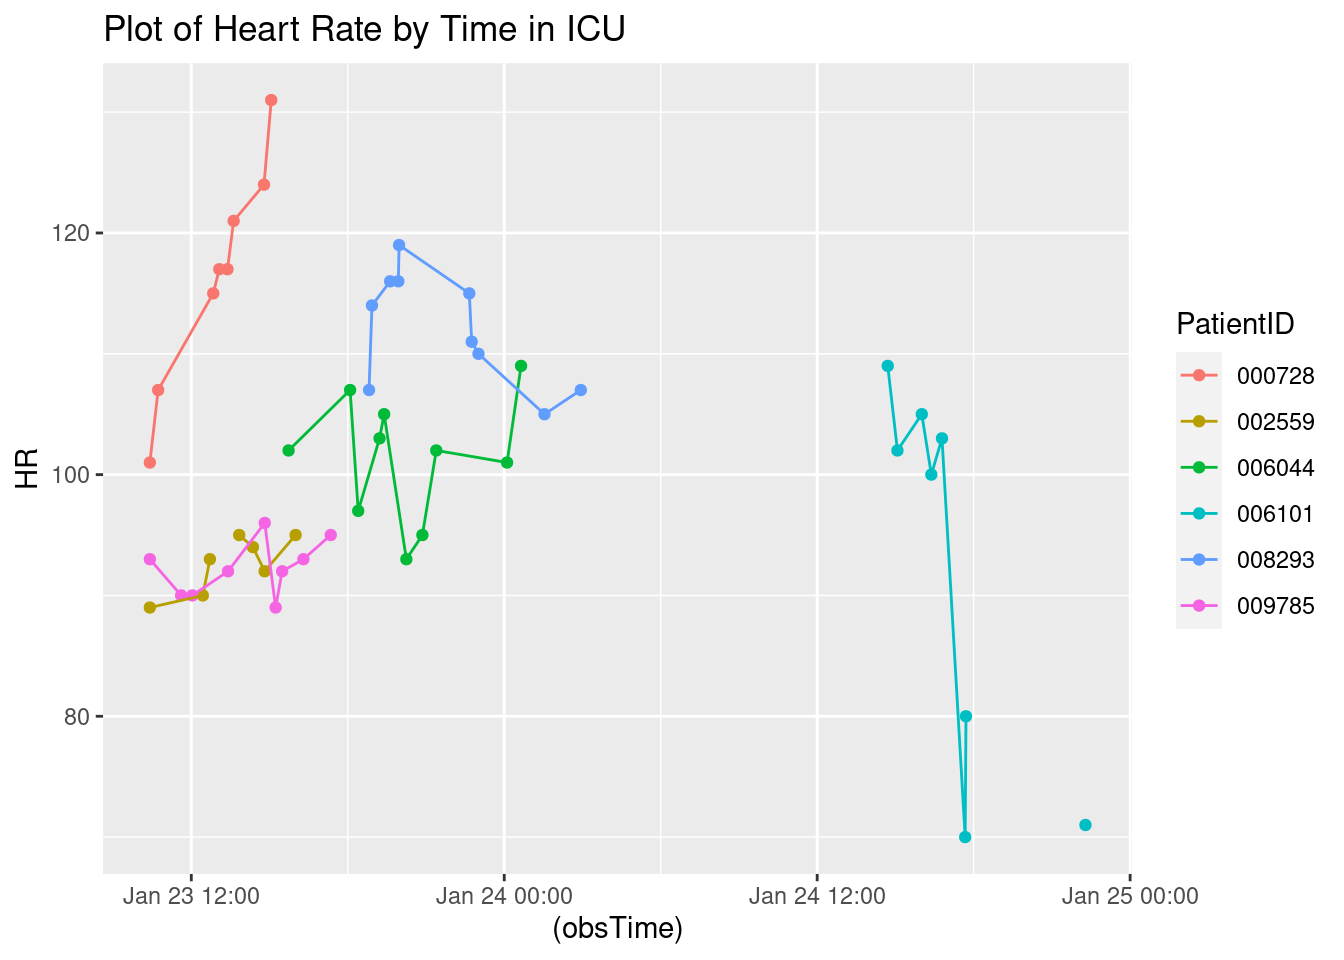 Plot of Heart Rate by Time in ICU
HR
120
100
80
Jan 23 12:00
Jan 24 00:00
Jan 24 12:00
Jan 25 00:00
(obsTime)
PatientID
000728
002559
006044
006101
008293
009785